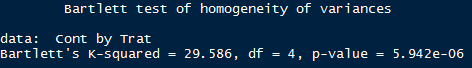 Bartlett test of homogeneity of variances
data:  Cont by Trat
Bartlett's K-squared = 29.586, df = 4, p-value = 5.942e-06